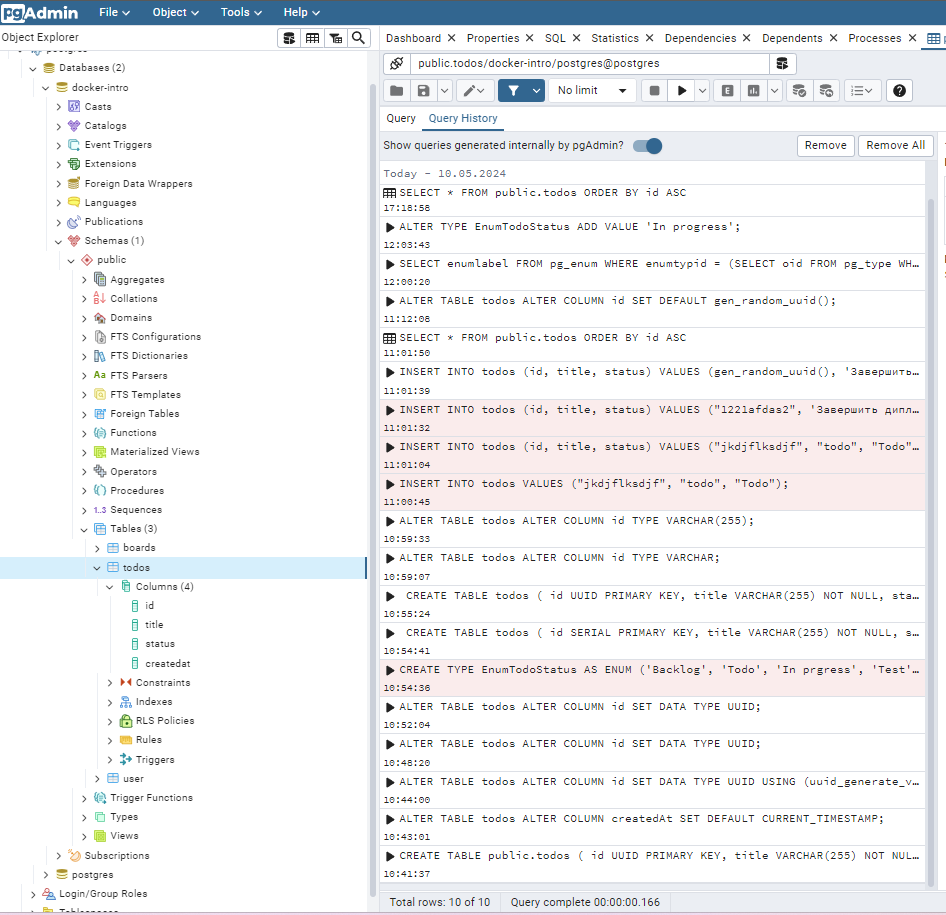 pgAdmin File Object Tools Help
Object Explorer
Dashboard Properties SQL Statistics Dependencies Dependents Processes
postgres
Databases (2)
docker-intro
Casts
Catalogs
Event Triggers
Extensions
Foreign Data Wrappers
Languages
Publications
Schemas (1)
public
Aggregates
Collations
Domains
FTS Configurations
FTS Dictionaries
Aa FTS Parsers
FTS Templates
Foreign Tables
Functions
Materialized Views
Operators
Procedures
1..3 Sequences
Tables (3)
boards
todos
Columns (4)
id
title
status
createdat
Constraints
Indexes
RLS Policies
Rules
Triggers
user
Trigger Functions
Types
Views
Subscriptions
postgres
Login/Group Roles
Tablespaces
public.todos/docker-intro/postgres@postgres
No limit E
Query Query History
Show queries generated internally by pgAdmin? Remove Remove All
Today - 10.05.2024
SELECT * FROM public.todos ORDER BY id ASC
17:18:58
ALTER TYPE EnumTodoStatus ADD VALUE 'In progress';
12:03:43
SELECT enumlabel FROM pg_enum WHERE enumtypid = (SELECT oid FROM pg_type WH…
12:00:20
ALTER TABLE todos ALTER COLUMN id SET DEFAULT gen_random_uuid();
11:12:08
SELECT * FROM public.todos ORDER BY id ASC
11:01:50
INSERT INTO todos (id, title, status) VALUES (gen_random_uuid(), 'Завершить…
11:01:39
INSERT INTO todos (id, title, status) VALUES ("1221afdas2", 'Завершить дипл…
11:01:32
INSERT INTO todos (id, title, status) VALUES ("jkdjflksdjf", "todo", "Todo"…
11:01:04
INSERT INTO todos VALUES ("jkdjflksdjf", "todo", "Todo");
11:00:45
ALTER TABLE todos ALTER COLUMN id TYPE VARCHAR(255);
10:59:33
ALTER TABLE todos ALTER COLUMN id TYPE VARCHAR;
10:59:07
CREATE TABLE todos ( id UUID PRIMARY KEY, title VARCHAR(255) NOT NULL, sta…
10:55:24
CREATE TABLE todos ( id SERIAL PRIMARY KEY, title VARCHAR(255) NOT NULL, s…
10:54:41
CREATE TYPE EnumTodoStatus AS ENUM ('Backlog', 'Todo', 'In prgress', 'Test'…
10:54:36
ALTER TABLE todos ALTER COLUMN id SET DATA TYPE UUID;
10:52:04
ALTER TABLE todos ALTER COLUMN id SET DATA TYPE UUID;
10:48:20
ALTER TABLE todos ALTER COLUMN id SET DATA TYPE UUID USING (uuid_generate_v…
10:44:00
ALTER TABLE todos ALTER COLUMN createdAt SET DEFAULT CURRENT_TIMESTAMP;
10:43:01
CREATE TABLE public.todos ( id UUID PRIMARY KEY, title VARCHAR(255) NOT NUL…
10:41:37
Total rows: 10 of 10 Query complete 00:00:00.166